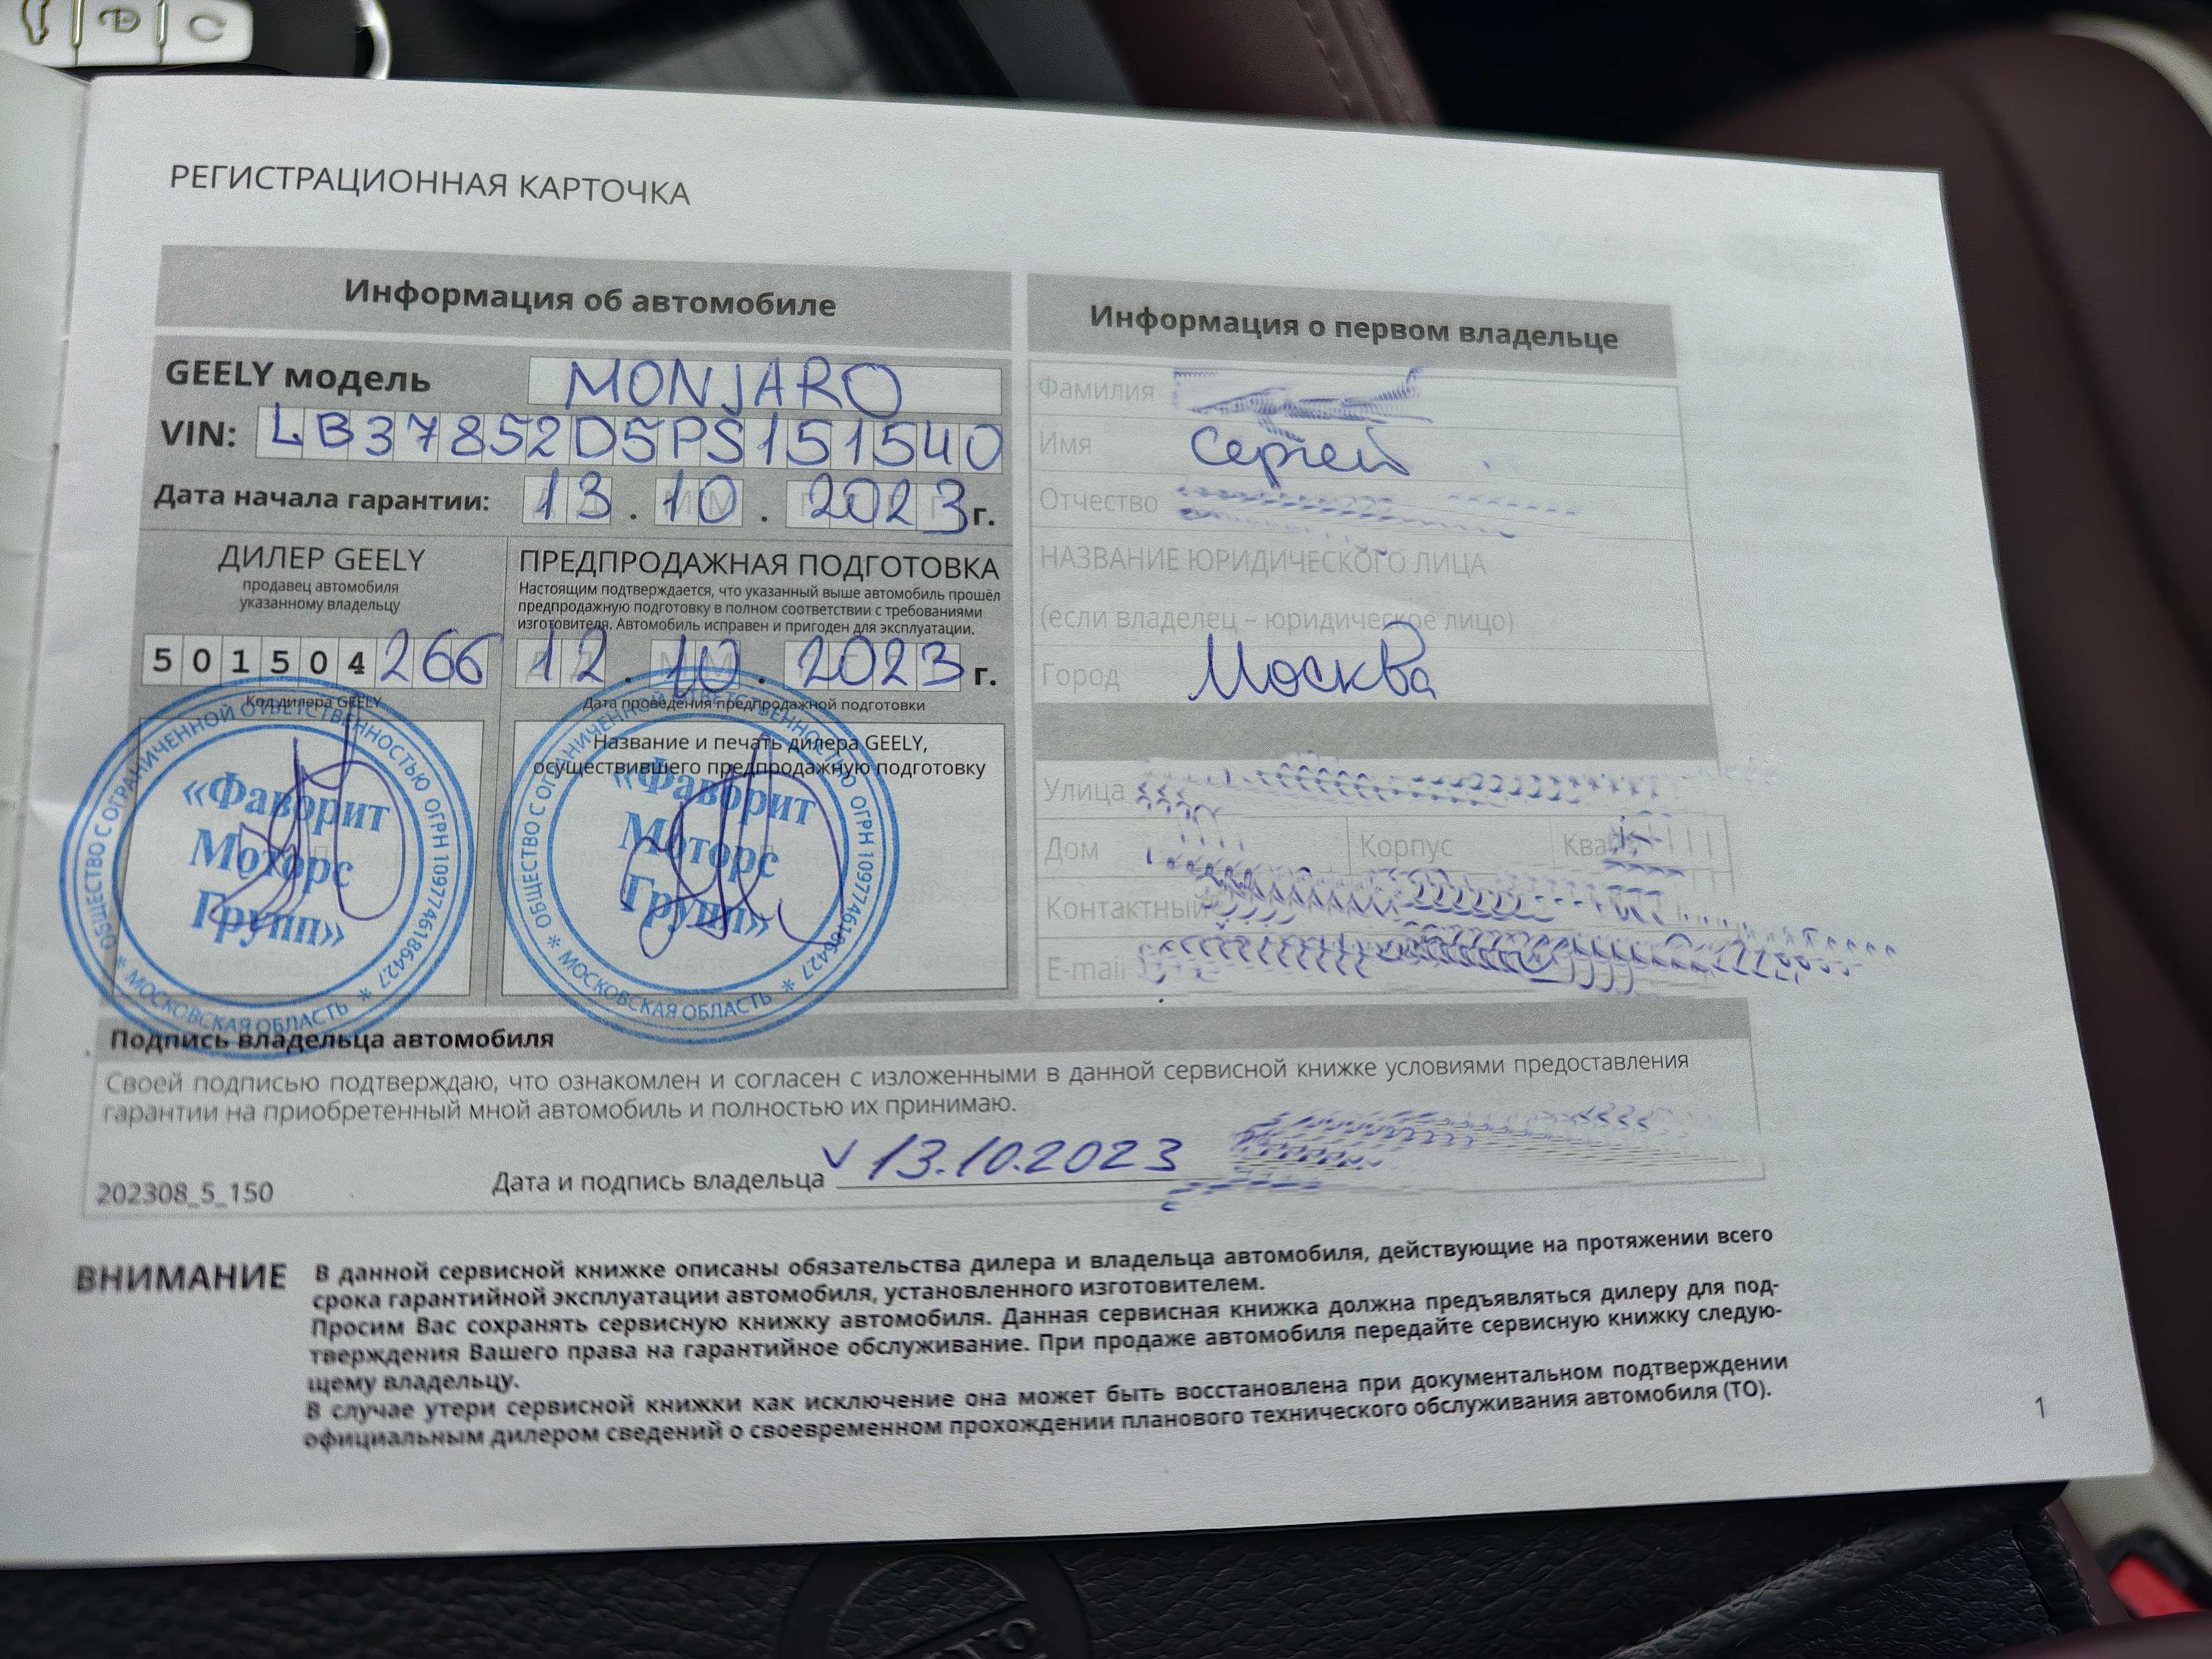 РЕГИСТРАЦИОННАЯ КАРТОЧКА
Информация об автомобиле
GEELY модель MONJARO
VIN: LB37852D5PS151540
Дата начала гарантии: 13.10.2023 г.
ДИЛЕР GEELY
продавец автомобиля
указанному владельцу
501504266
Код дилера GEELY
ОБЩЕСТВО С ОГРАНИЧЕННОЙ ОТВЕТСТВЕННОСТЬЮ ОГРН 1097746186427
* МОСКОВСКАЯ ОБЛАСТЬ *
«Фаворит
Моторс
Групп»
ПРЕДПРОДАЖНАЯ ПОДГОТОВКА
Настоящим подтверждается, что указанный выше автомобиль прошёл
предпродажную подготовку в полном соответствии с требованиями
изготовителя. Автомобиль исправен и пригоден для эксплуатации.
12.10.2023 г.
Дата проведения предпродажной подготовки
Название и печать дилера GEELY,
осуществившего предпродажную подготовку
ОБЩЕСТВО С ОГРАНИЧЕННОЙ ОТВЕТСТВЕННОСТЬЮ ОГРН 1097746186427
* МОСКОВСКАЯ ОБЛАСТЬ *
«Фаворит
Моторс
Групп»
Информация о первом владельце
Фамилия
Имя Сергей
Отчество
НАЗВАНИЕ ЮРИДИЧЕСКОГО ЛИЦА
(если владелец – юридическое лицо)
Город Москва
Улица
Дом Корпус
Контактный
E-mail
Подпись владельца автомобиля
Своей подписью подтверждаю, что ознакомлен и согласен с изложенными в данной сервисной книжке условиями предоставления
гарантии на приобретенный мной автомобиль и полностью их принимаю.
Дата и подпись владельца 13.10.2023
202308_5_150
ВНИМАНИЕ
В данной сервисной книжке описаны обязательства дилера и владельца автомобиля, действующие на протяжении всего
срока гарантийной эксплуатации автомобиля, установленного изготовителем.
Просим Вас сохранять сервисную книжку автомобиля. Данная сервисная книжка должна предъявляться дилеру для под-
тверждения Вашего права на гарантийное обслуживание. При продаже автомобиля передайте сервисную книжку следую-
щему владельцу.
В случае утери сервисной книжки как исключение она может быть восстановлена при документальном подтверждении
официальным дилером сведений о своевременном прохождении планового технического обслуживания автомобиля (ТО).
1